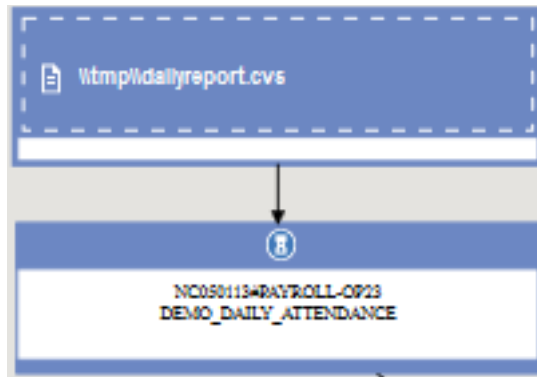 \\tmp\\dailyreport.cvs
NC050113#PAYROLL-OP23
DEMO_DAILY_ATTENDANCE